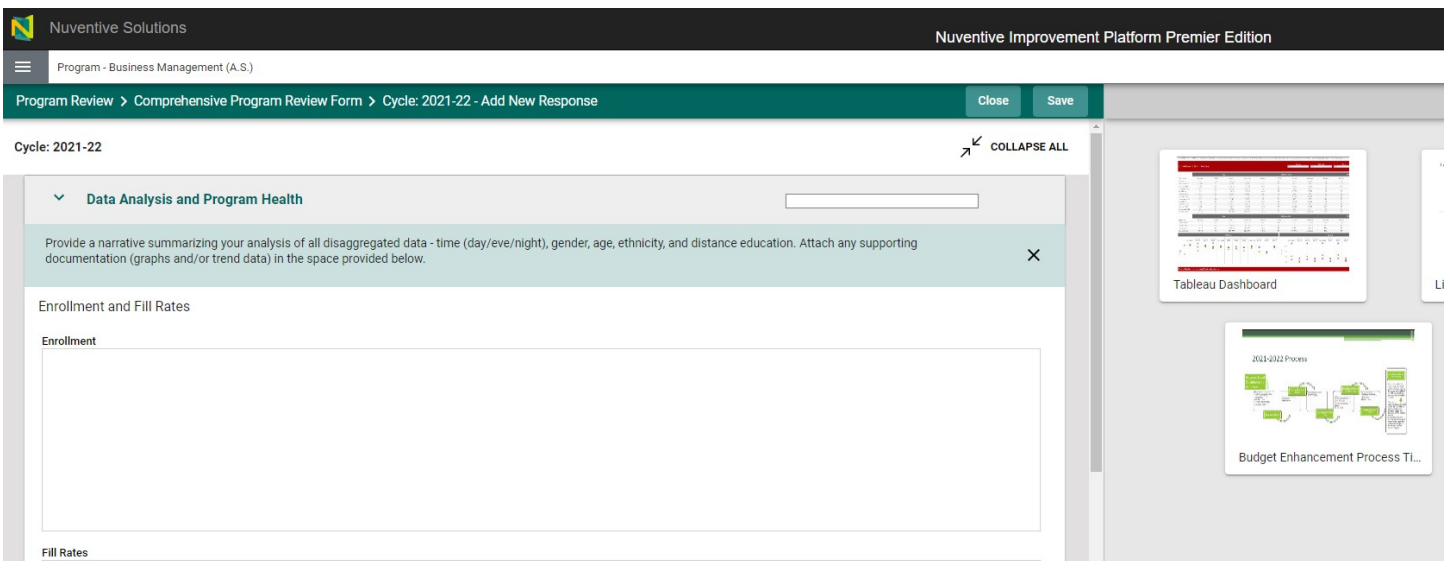 Nuventive Solutions
Nuventive Improvement Platform Premier Edition
Program - Business Management (A.S.)
Program Review > Comprehensive Program Review Form > Cycle: 2021-22 - Add New Response
Close
Save
Cycle: 2021-22
COLLAPSE ALL
Data Analysis and Program Health
Provide a narrative summarizing your analysis of all disaggregated data - time (day/eve/night), gender, age, ethnicity, and distance education. Attach any supporting
documentation (graphs and/or trend data) in the space provided below.
Enrollment and Fill Rates
Enrollment
Fill Rates
Tableau Dashboard
Li
2021-2022 Process
Budget Enhancement Process Ti...